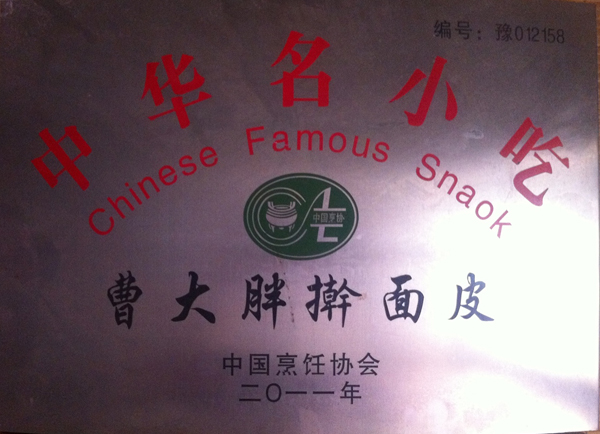 编号：豫012158
中华名小吃
Chinese Famous Snaok
中国烹协
曹大胖擀面皮
中国烹饪协会
二〇一一年